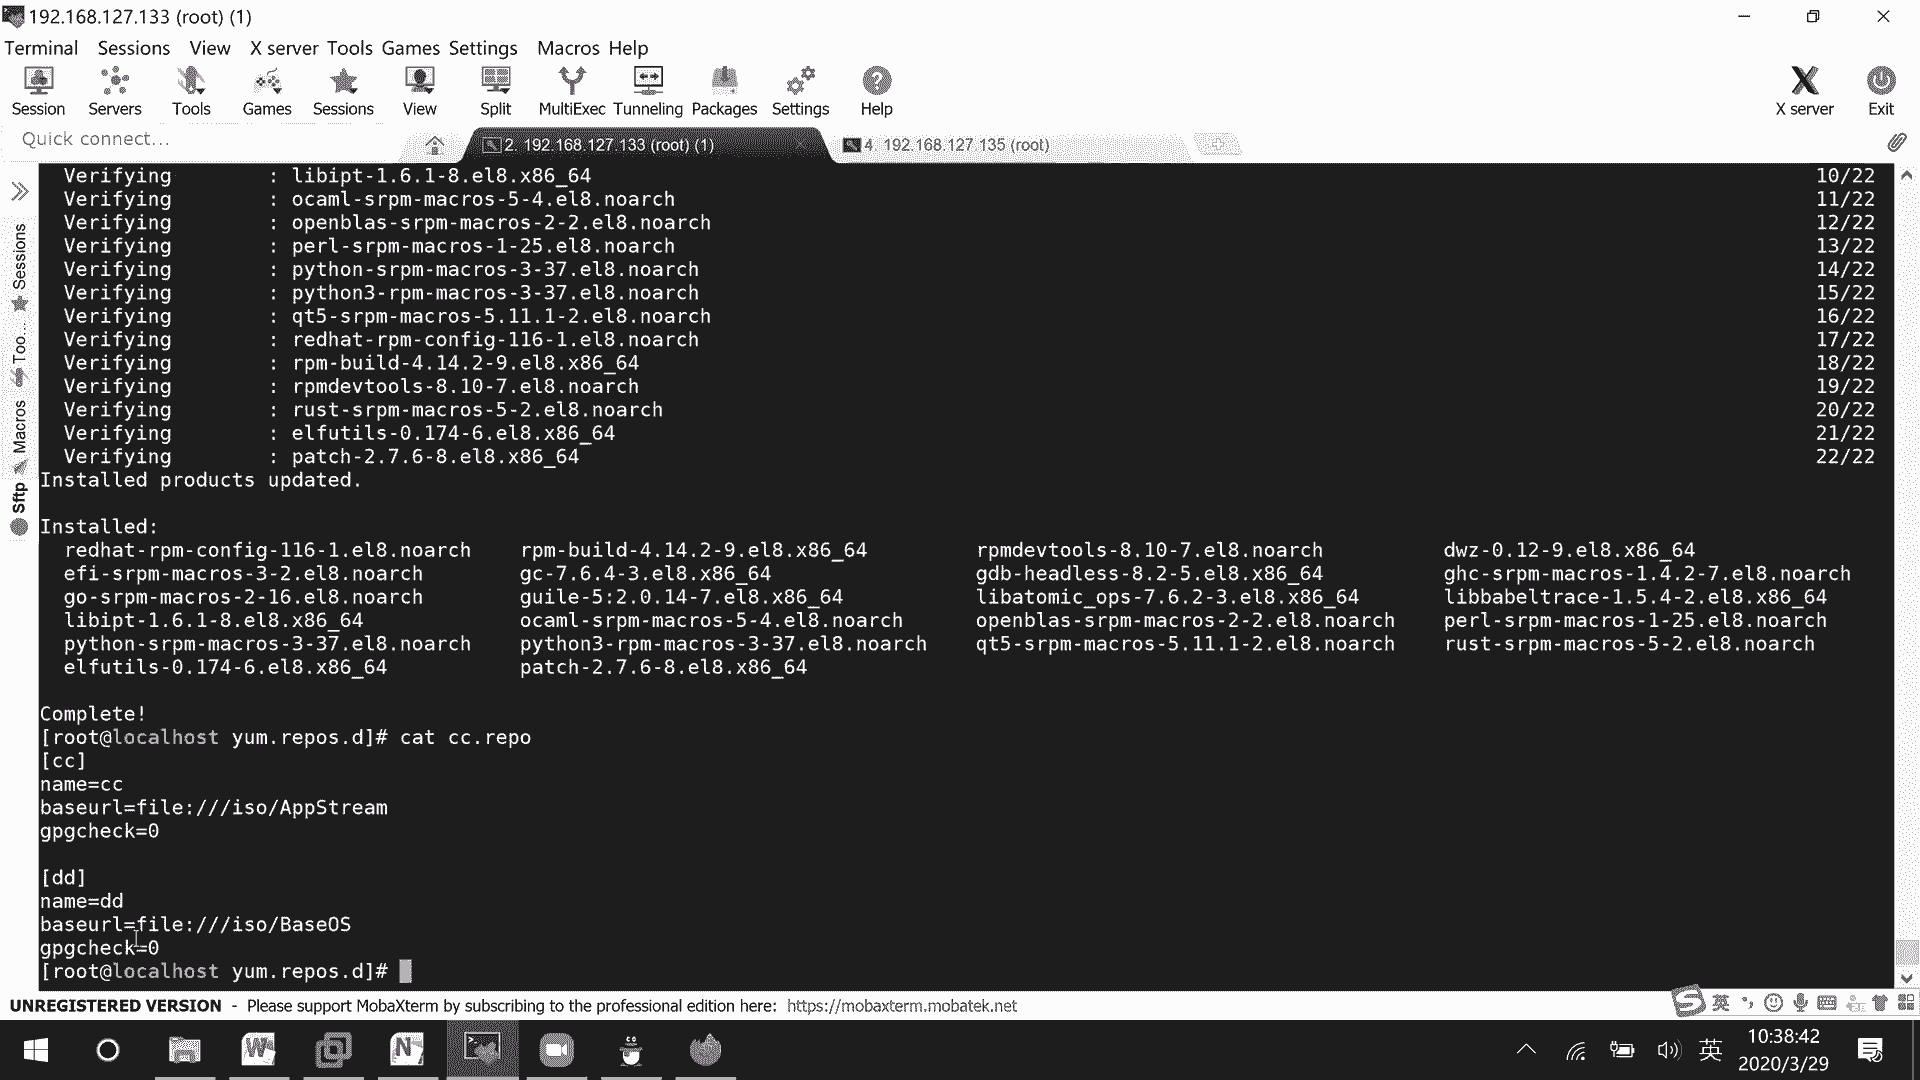 192.168.127.133 (root) (1)
Terminal Sessions View X server Tools Games Settings Macros Help
Session Servers Tools Games Sessions View Split MultiExec Tunneling Packages Settings Help X server Exit
Quick connect...
2. 192.168.127.133 (root) (1)
4. 192.168.127.135 (root)
Sessions
Too...
Macros
Sftp
Verifying : libipt-1.6.1-8.el8.x86_64 10/22
Verifying : ocaml-srpm-macros-5-4.el8.noarch 11/22
Verifying : openblas-srpm-macros-2-2.el8.noarch 12/22
Verifying : perl-srpm-macros-1-25.el8.noarch 13/22
Verifying : python-srpm-macros-3-37.el8.noarch 14/22
Verifying : python3-rpm-macros-3-37.el8.noarch 15/22
Verifying : qt5-srpm-macros-5.11.1-2.el8.noarch 16/22
Verifying : redhat-rpm-config-116-1.el8.noarch 17/22
Verifying : rpm-build-4.14.2-9.el8.x86_64 18/22
Verifying : rpmdevtools-8.10-7.el8.noarch 19/22
Verifying : rust-srpm-macros-5-2.el8.noarch 20/22
Verifying : elfutils-0.174-6.el8.x86_64 21/22
Verifying : patch-2.7.6-8.el8.x86_64 22/22
Installed products updated.
Installed:
redhat-rpm-config-116-1.el8.noarch rpm-build-4.14.2-9.el8.x86_64 rpmdevtools-8.10-7.el8.noarch dwz-0.12-9.el8.x86_64
efi-srpm-macros-3-2.el8.noarch gc-7.6.4-3.el8.x86_64 gdb-headless-8.2-5.el8.x86_64 ghc-srpm-macros-1.4.2-7.el8.noarch
go-srpm-macros-2-16.el8.noarch guile-5:2.0.14-7.el8.x86_64 libatomic_ops-7.6.2-3.el8.x86_64 libbabeltrace-1.5.4-2.el8.x86_64
libipt-1.6.1-8.el8.x86_64 ocaml-srpm-macros-5-4.el8.noarch openblas-srpm-macros-2-2.el8.noarch perl-srpm-macros-1-25.el8.noarch
python-srpm-macros-3-37.el8.noarch python3-rpm-macros-3-37.el8.noarch qt5-srpm-macros-5.11.1-2.el8.noarch rust-srpm-macros-5-2.el8.noarch
elfutils-0.174-6.el8.x86_64 patch-2.7.6-8.el8.x86_64
Complete!
[root@localhost yum.repos.d]# cat cc.repo
[cc]
name=cc
baseurl=file:///iso/AppStream
gpgcheck=0
[dd]
name=dd
baseurl=file:///iso/BaseOS
gpgcheck=0
[root@localhost yum.repos.d]#
UNREGISTERED VERSION - Please support MobaXterm by subscribing to the professional edition here: https://mobaxterm.mobatek.net
英
英
10:38:42
2020/3/29